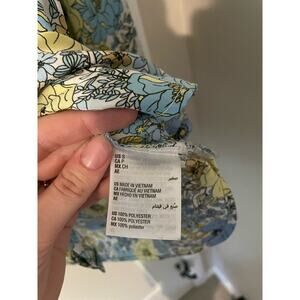 US S
CA P
MX CH
AE صغير
US MADE IN VIETNAM
CA FABRIQUÉ AU VIETNAM
MX HECHO EN VIETNAM
AE صنع في فيتنام
US 100% POLYESTER
CA 100% POLYESTER
MX 100% poliester